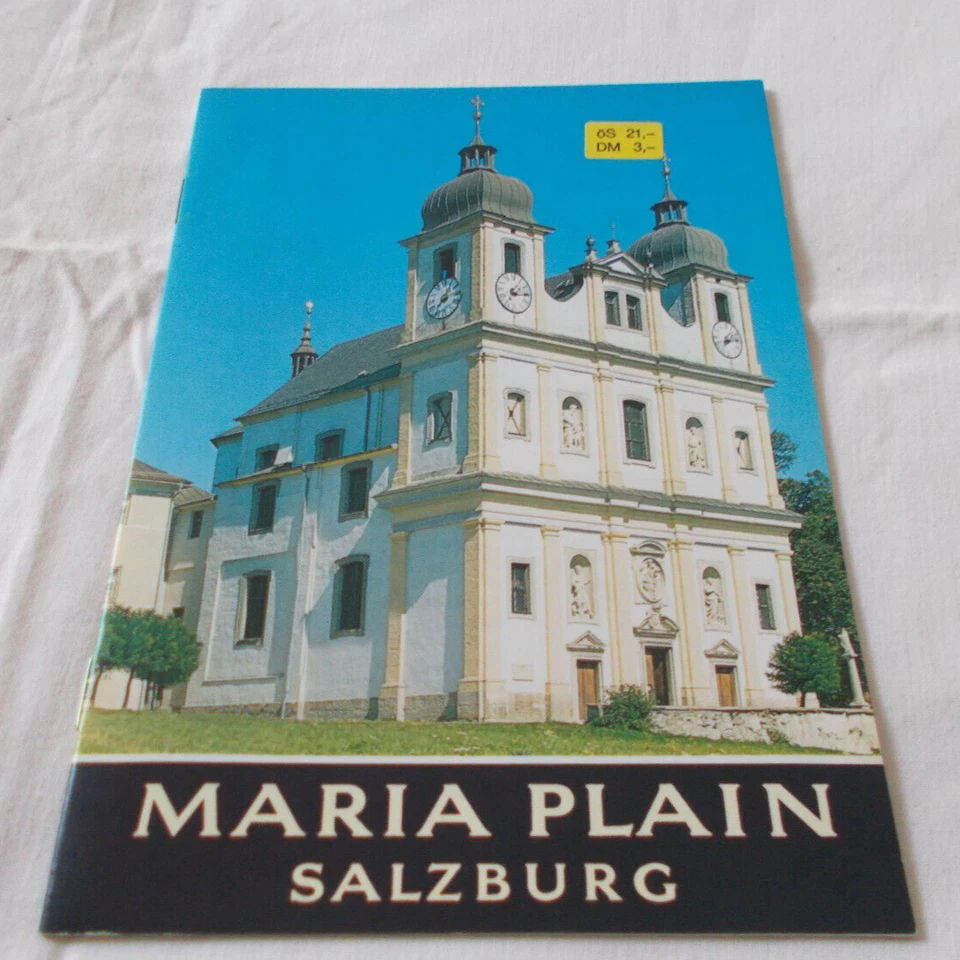 öS 21,–
DM 3,–
MARIA PLAIN
SALZBURG